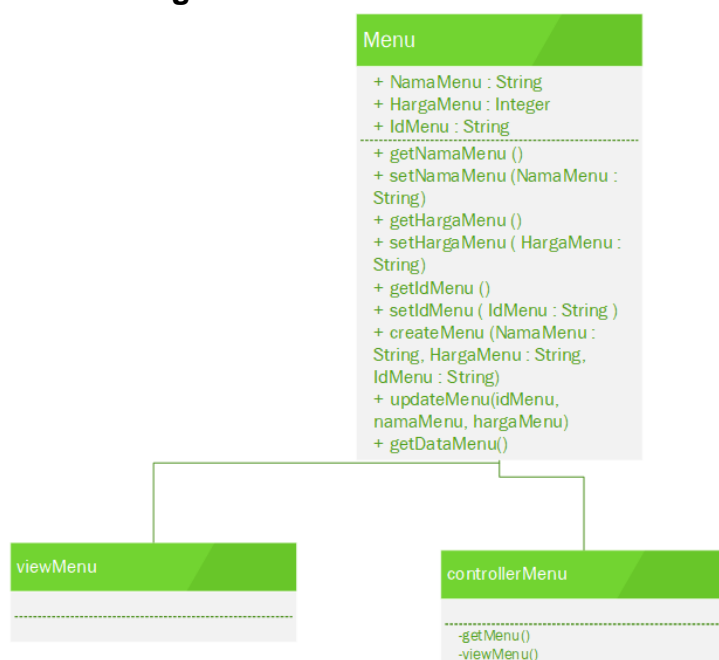 Menu
+ NamaMenu : String
+ HargaMenu : Integer
+ IdMenu : String
+ getNamaMenu ()
+ setNamaMenu (NamaMenu :
String)
+ getHargaMenu ()
+ setHargaMenu ( HargaMenu :
String)
+ getIdMenu ()
+ setIdMenu ( IdMenu : String )
+ createMenu (NamaMenu :
String, HargaMenu : String,
IdMenu : String)
+ updateMenu(idMenu,
namaMenu, hargaMenu)
+ getDataMenu()
viewMenu
controllerMenu
-getMenu()
-viewMenu()